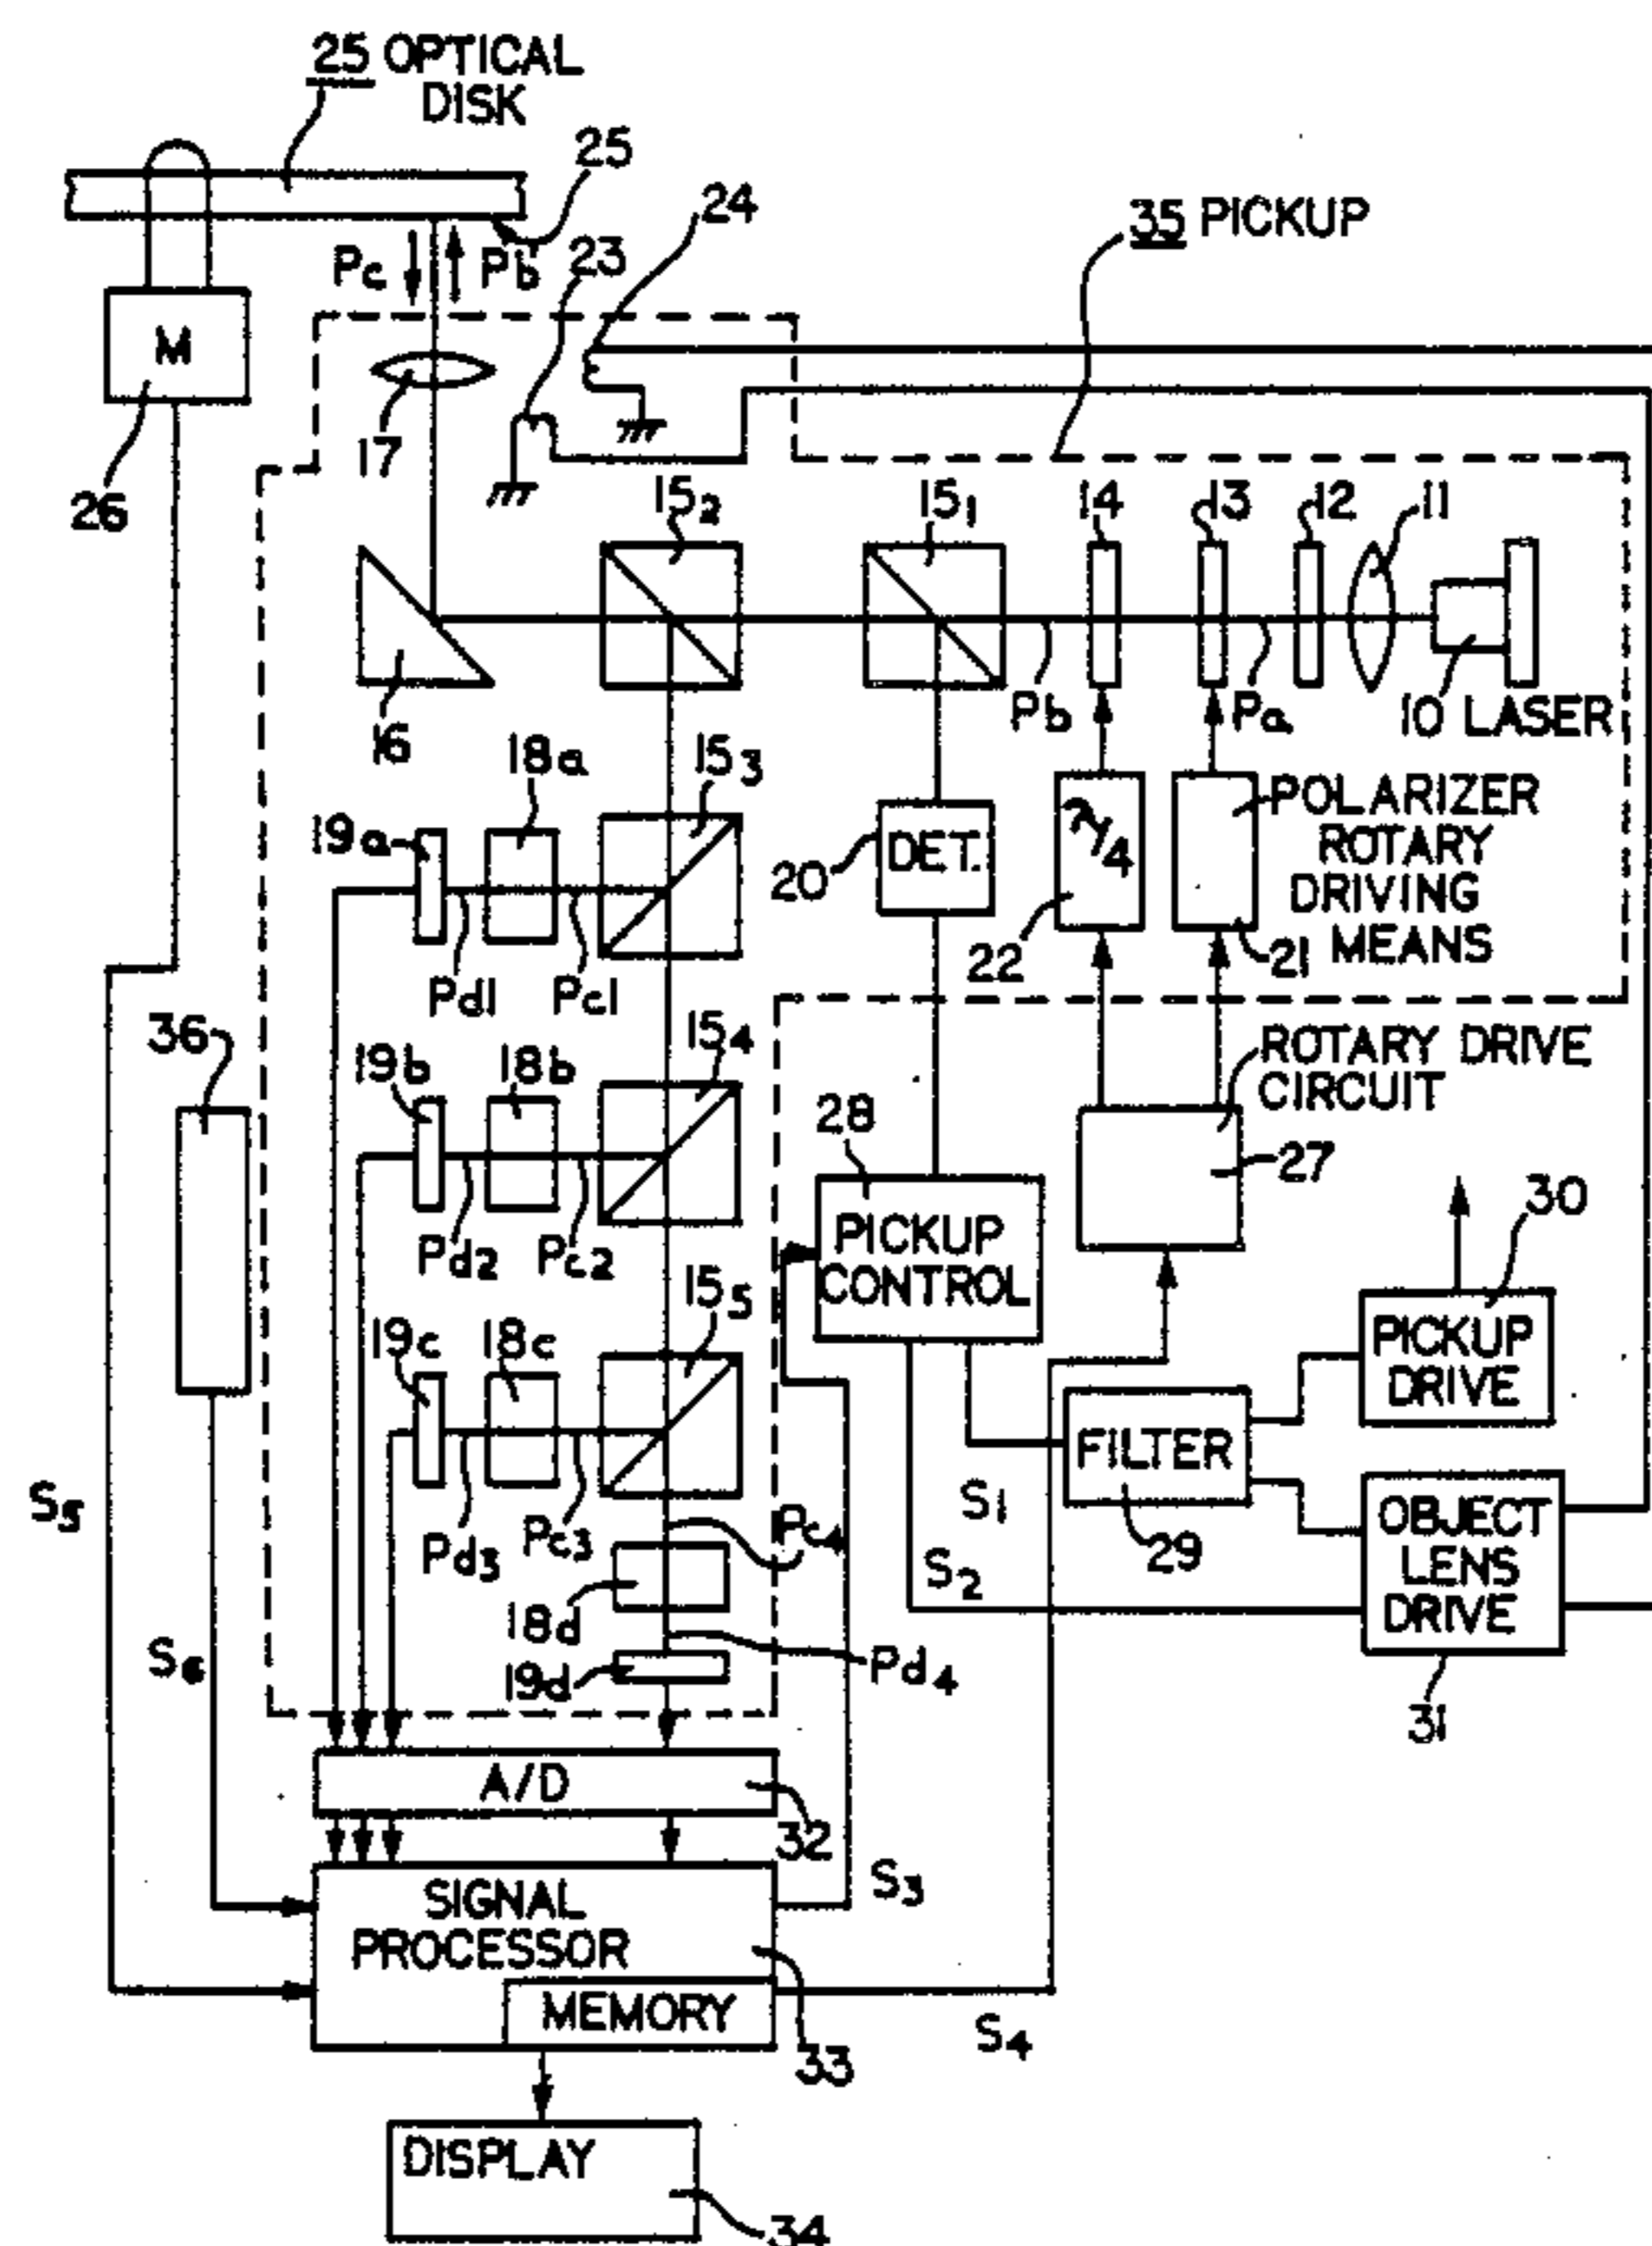 25 OPTICAL
DISK
25
24
35 PICKUP
Pc
Pb
23
M
17
26
15₂
15₁
14
13
12
11
16
Pb
Pa
10 LASER
18a
15₃
19a
20
DET.
λ/4
POLARIZER
ROTARY
DRIVING
MEANS
22
21
Pd1
Pc1
36
19b
18b
15₄
28
ROTARY DRIVE
CIRCUIT
27
30
Pd2
Pc2
PICKUP
CONTROL
15₅
19c
18c
PICKUP
DRIVE
FILTER
S₅
Pd3
Pc3
Pc4
S₁
29
OBJECT
LENS
DRIVE
S₂
18d
S₆
19d
Pd4
31
A/D
32
S₃
SIGNAL
PROCESSOR
MEMORY
33
S₄
DISPLAY
34